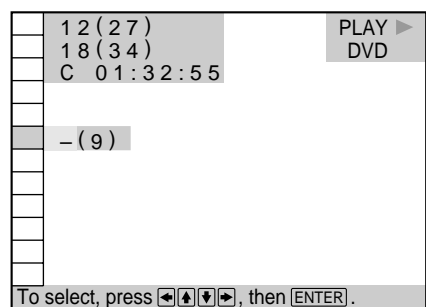 12(27)
18(34)
C 01:32:55
PLAY ▶
DVD
–(9)
To select, press ←↑↓→, then ENTER.